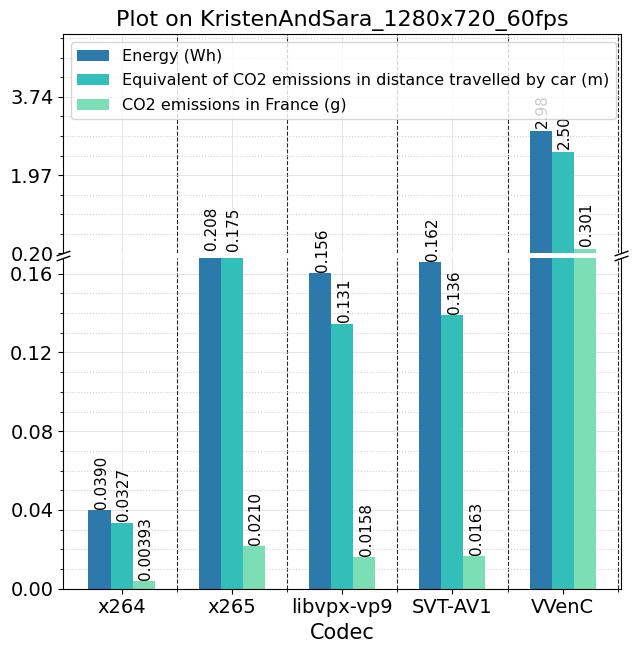 Plot on KristenAndSara_1280x720_60fps
Energy (Wh)
Equivalent of CO2 emissions in distance travelled by car (m)
CO2 emissions in France (g)
3.74
1.97
0.20
0.16
0.12
0.08
0.04
0.00
0.0390
0.0327
0.00393
0.208
0.175
0.0210
0.156
0.131
0.0158
0.162
0.136
0.0163
2.98
2.50
0.301
x264
x265
libvpx-vp9
SVT-AV1
VVenC
Codec